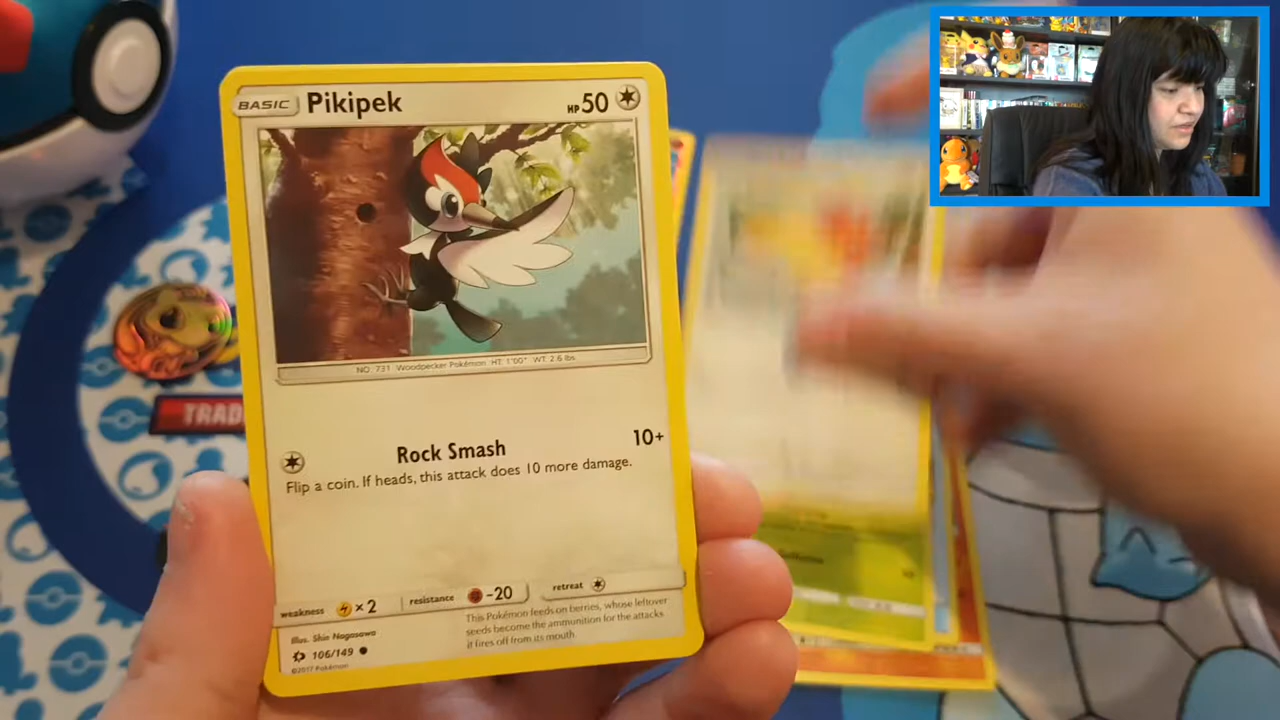 BASIC Pikipek HP 50
NO. 731 Woodpecker Pokémon HT: 1'00" WT: 2.6 lbs
Rock Smash 10+
Flip a coin. If heads, this attack does 10 more damage.
weakness × 2 resistance -20 retreat
This Pokémon feeds on berries, whose leftover
seeds become the ammunition for the attacks
it fires off from its mouth.
Illus. Shin Nagasawa
106/149
©2017 Pokémon
TRAD